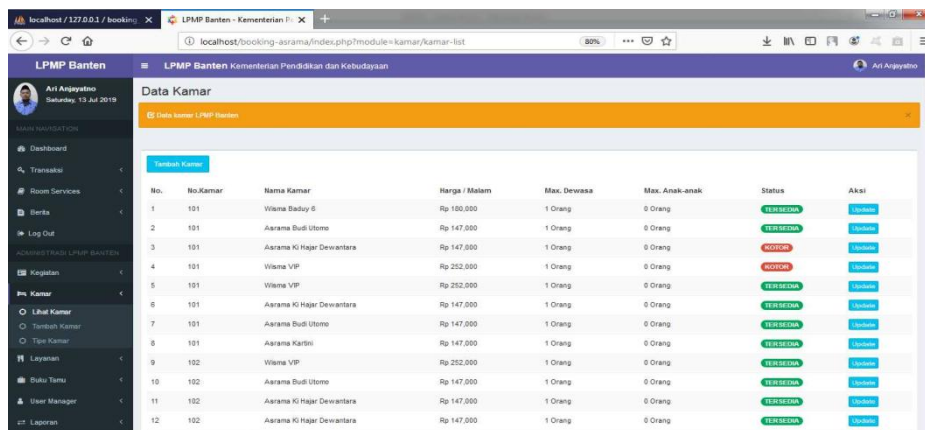 localhost / 127.0.0.1 / booking
LPMP Banten - Kementerian P
localhost/booking-asrama/index.php?module=kamar/kamar-list
80%
LPMP Banten
LPMP Banten Kementerian Pendidikan dan Kebudayaan
Ari Anjayatno
Ari Anjayatno
Saturday, 13 Jul 2019
MAIN NAVIGATION
Dashboard
Transaksi
Room Services
Berita
Log Out
ADMINISTRASI LPMP BANTEN
Kegiatan
Kamar
Lihat Kamar
Tambah Kamar
Tipe Kamar
Layanan
Buku Tamu
User Manager
Laporan
Data Kamar
Data kamar LPMP Banten
Tambah Kamar
No. No.Kamar Nama Kamar Harga / Malam Max. Dewasa Max. Anak-anak Status Aksi
1 101 Wisma Baduy 6 Rp 180,000 1 Orang 0 Orang TERSEDIA Update
2 101 Asrama Budi Utomo Rp 147,000 1 Orang 0 Orang TERSEDIA Update
3 101 Asrama Ki Hajar Dewantara Rp 147,000 1 Orang 0 Orang KOTOR Update
4 101 Wisma VIP Rp 252,000 1 Orang 0 Orang KOTOR Update
5 101 Wisma VIP Rp 252,000 1 Orang 0 Orang TERSEDIA Update
6 101 Asrama Ki Hajar Dewantara Rp 147,000 1 Orang 0 Orang TERSEDIA Update
7 101 Asrama Budi Utomo Rp 147,000 1 Orang 0 Orang TERSEDIA Update
8 101 Asrama Kartini Rp 147,000 1 Orang 0 Orang TERSEDIA Update
9 102 Wisma VIP Rp 252,000 1 Orang 0 Orang TERSEDIA Update
10 102 Asrama Budi Utomo Rp 147,000 1 Orang 0 Orang TERSEDIA Update
11 102 Asrama Ki Hajar Dewantara Rp 147,000 1 Orang 0 Orang TERSEDIA Update
12 102 Asrama Ki Hajar Dewantara Rp 147,000 1 Orang 0 Orang TERSEDIA Update